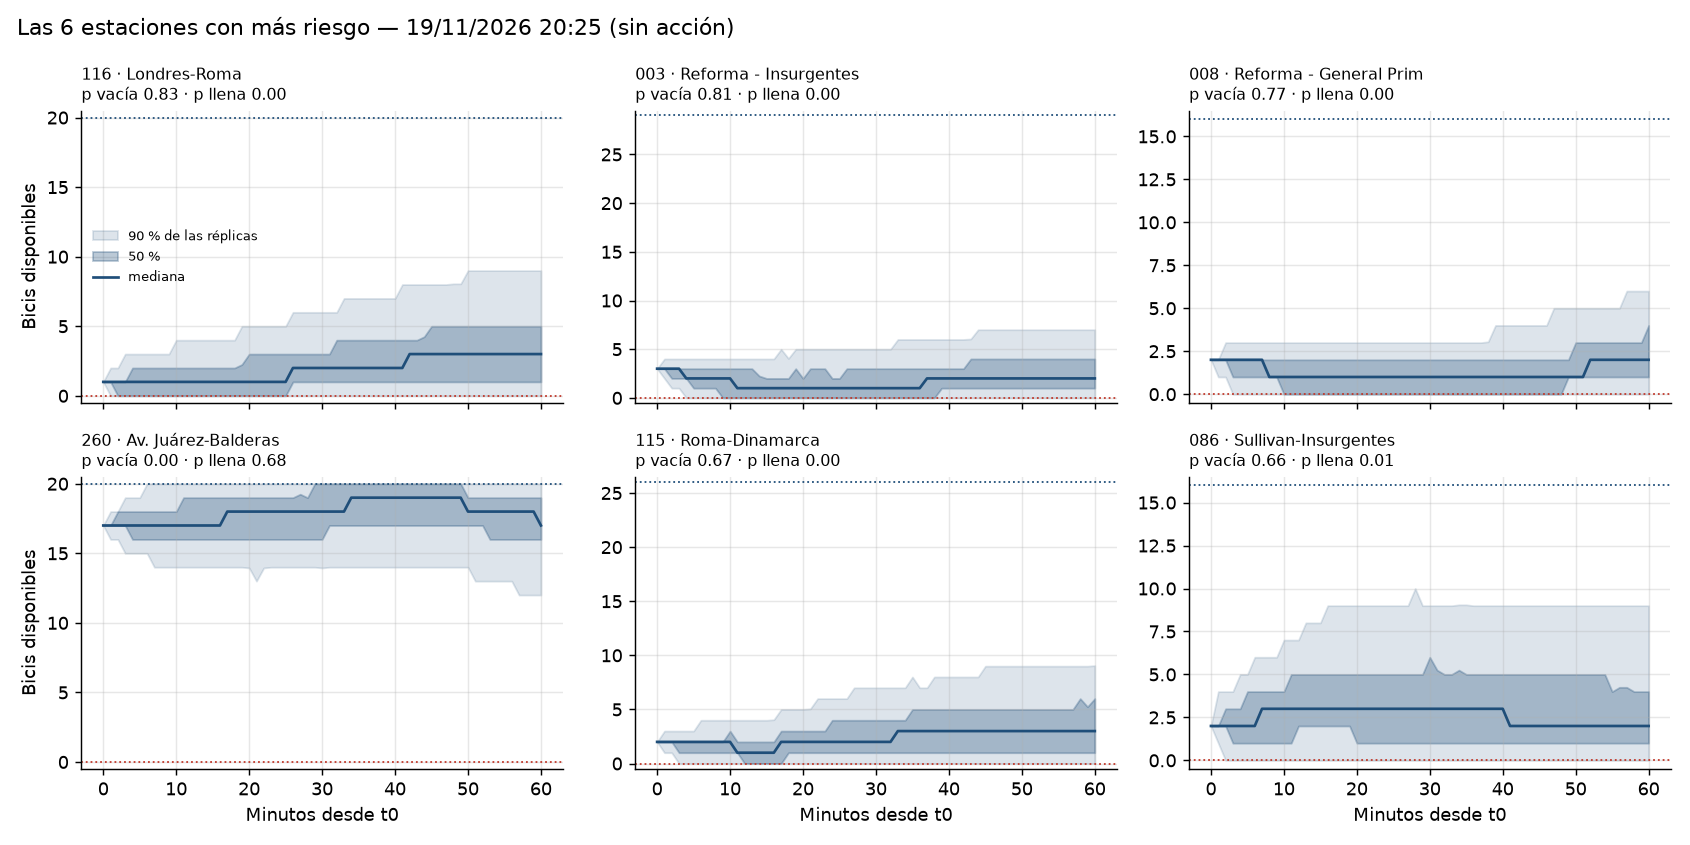 Las 6 estaciones con más riesgo — 19/11/2026 20:25 (sin acción)
116 · Londres-Roma
p vacía 0.83 · p llena 0.00
003 · Reforma - Insurgentes
p vacía 0.81 · p llena 0.00
008 · Reforma - General Prim
p vacía 0.77 · p llena 0.00
Bicis disponibles
20
15
10
5
0
90 % de las réplicas
50 %
mediana
25
20
15
10
5
0
15.0
12.5
10.0
7.5
5.0
2.5
0.0
260 · Av. Juárez-Balderas
p vacía 0.00 · p llena 0.68
115 · Roma-Dinamarca
p vacía 0.67 · p llena 0.00
086 · Sullivan-Insurgentes
p vacía 0.66 · p llena 0.01
Bicis disponibles
20
15
10
5
0
0 10 20 30 40 50 60
Minutos desde t0
25
20
15
10
5
0
0 10 20 30 40 50 60
Minutos desde t0
15.0
12.5
10.0
7.5
5.0
2.5
0.0
0 10 20 30 40 50 60
Minutos desde t0